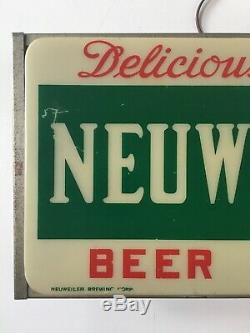 Delicious
NEUW
BEER
NEUWEILER BREWING CORP.